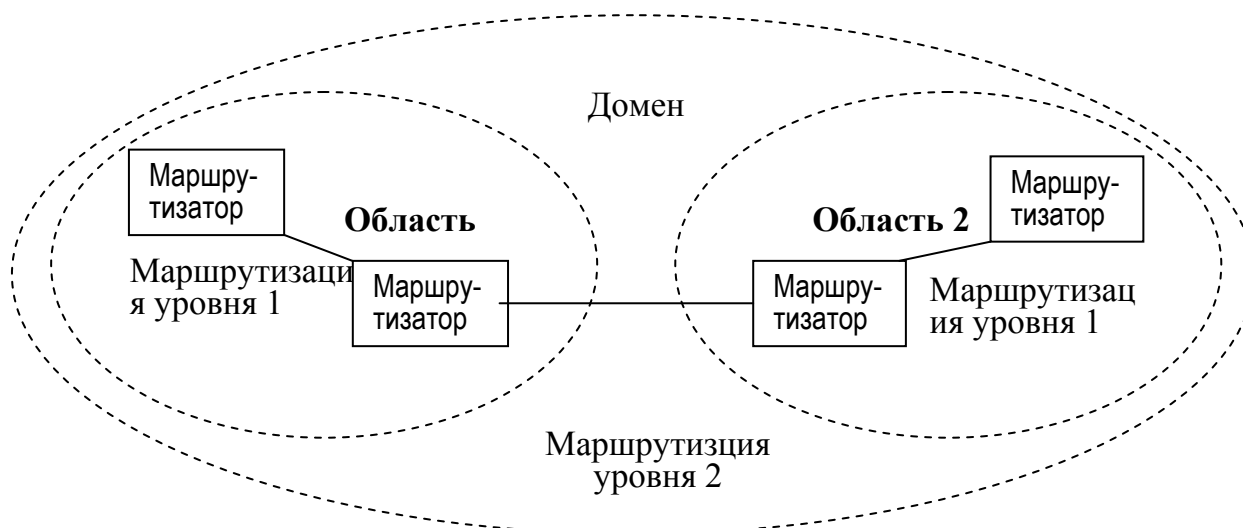 Домен
Маршру-
тизатор
Область
Маршрутизаци
я уровня 1
Маршру-
тизатор
Маршру-
тизатор
Область 2
Маршру-
тизатор
Маршрутизац
ия уровня 1
Маршрутизция
уровня 2